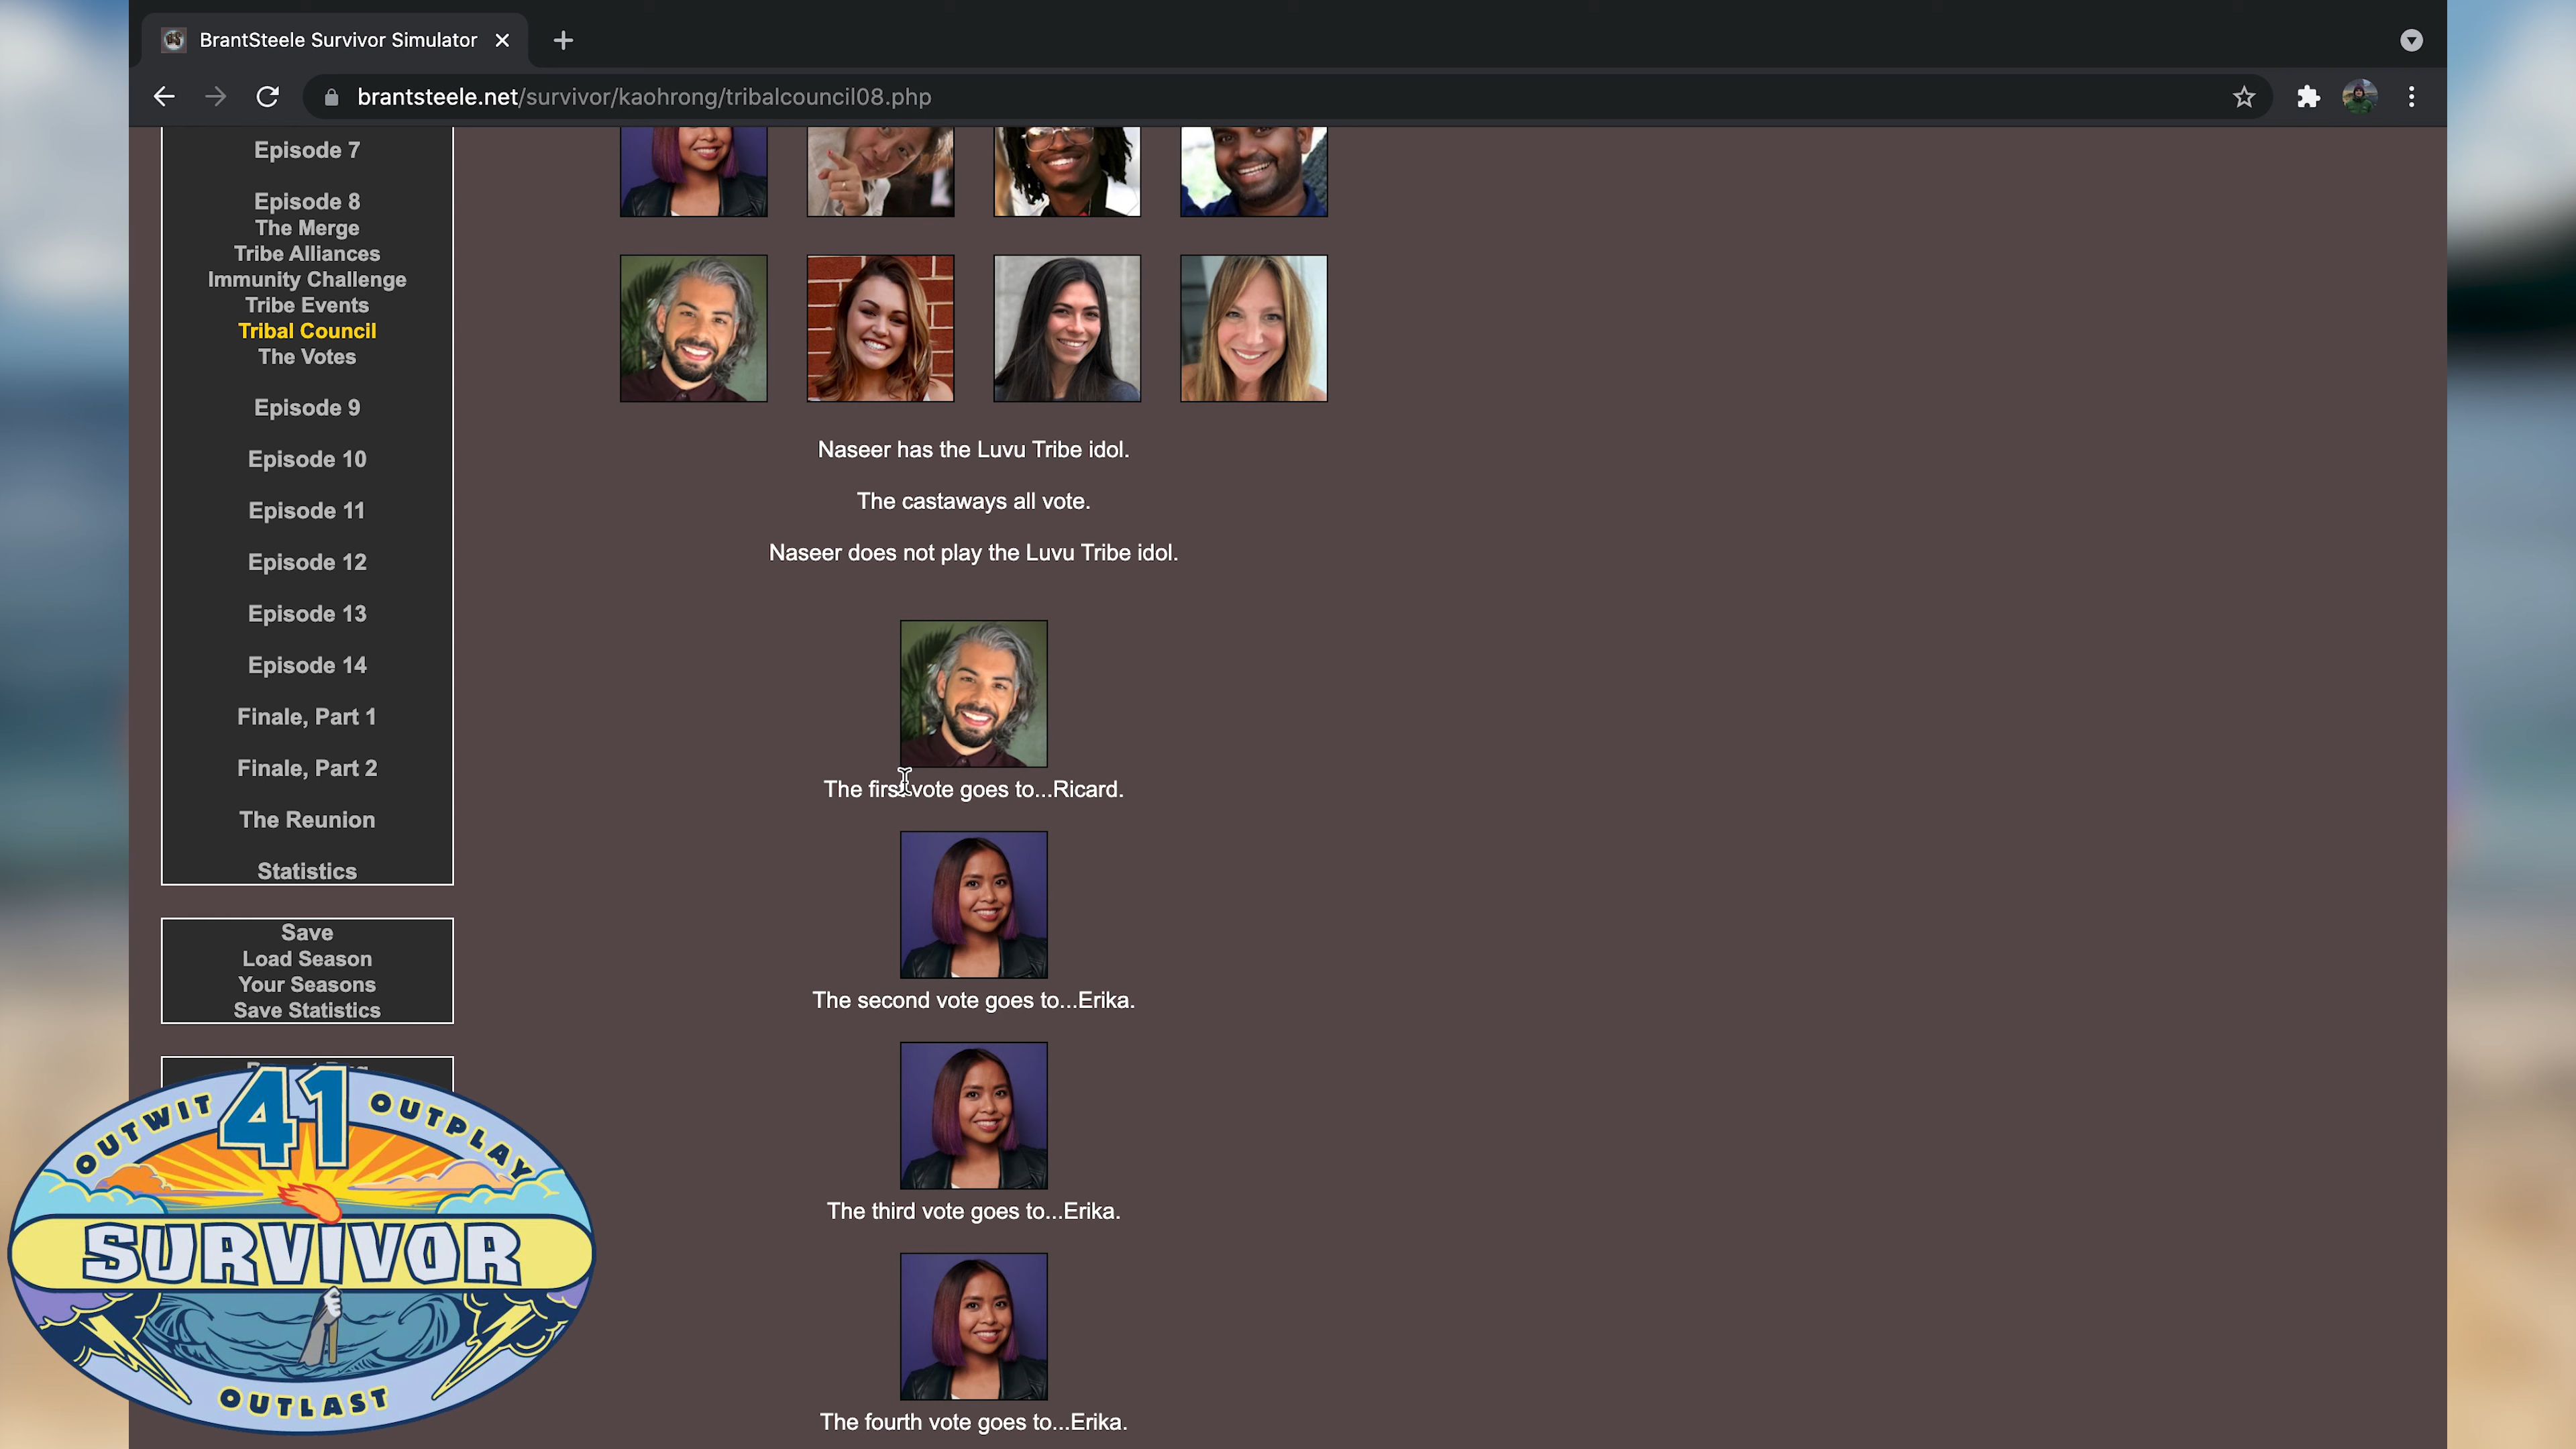 BrantSteele Survivor Simulator
brantsteele.net/survivor/kaohrong/tribalcouncil08.php
Episode 7
Episode 8
The Merge
Tribe Alliances
Immunity Challenge
Tribe Events
Tribal Council
The Votes
Episode 9
Episode 10
Episode 11
Episode 12
Episode 13
Episode 14
Finale, Part 1
Finale, Part 2
The Reunion
Statistics
Save
Load Season
Your Seasons
Save Statistics
Naseer has the Luvu Tribe idol.
The castaways all vote.
Naseer does not play the Luvu Tribe idol.
The first vote goes to...Ricard.
The second vote goes to...Erika.
The third vote goes to...Erika.
The fourth vote goes to...Erika.
41
OUTWIT OUTPLAY
SURVIVOR
OUTLAST